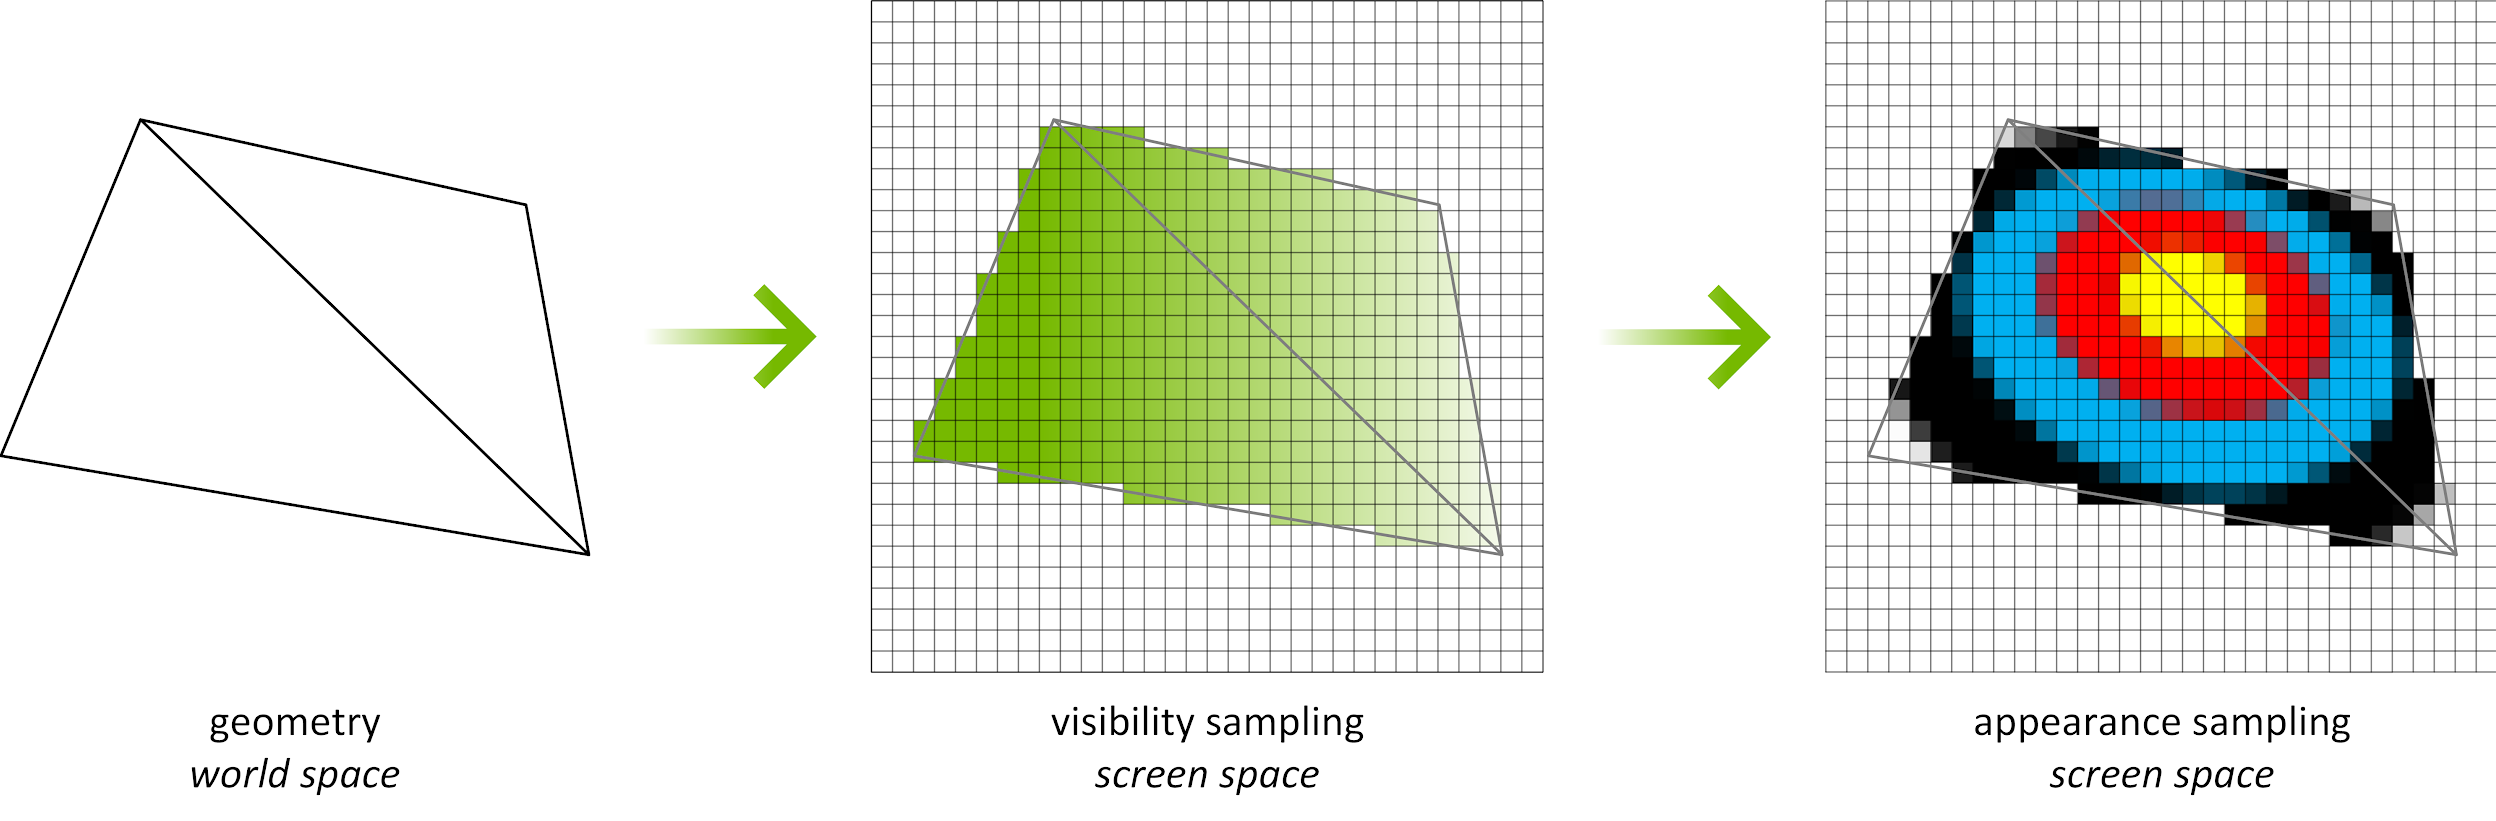 geometry
world space
visibility sampling
screen space
appearance sampling
screen space